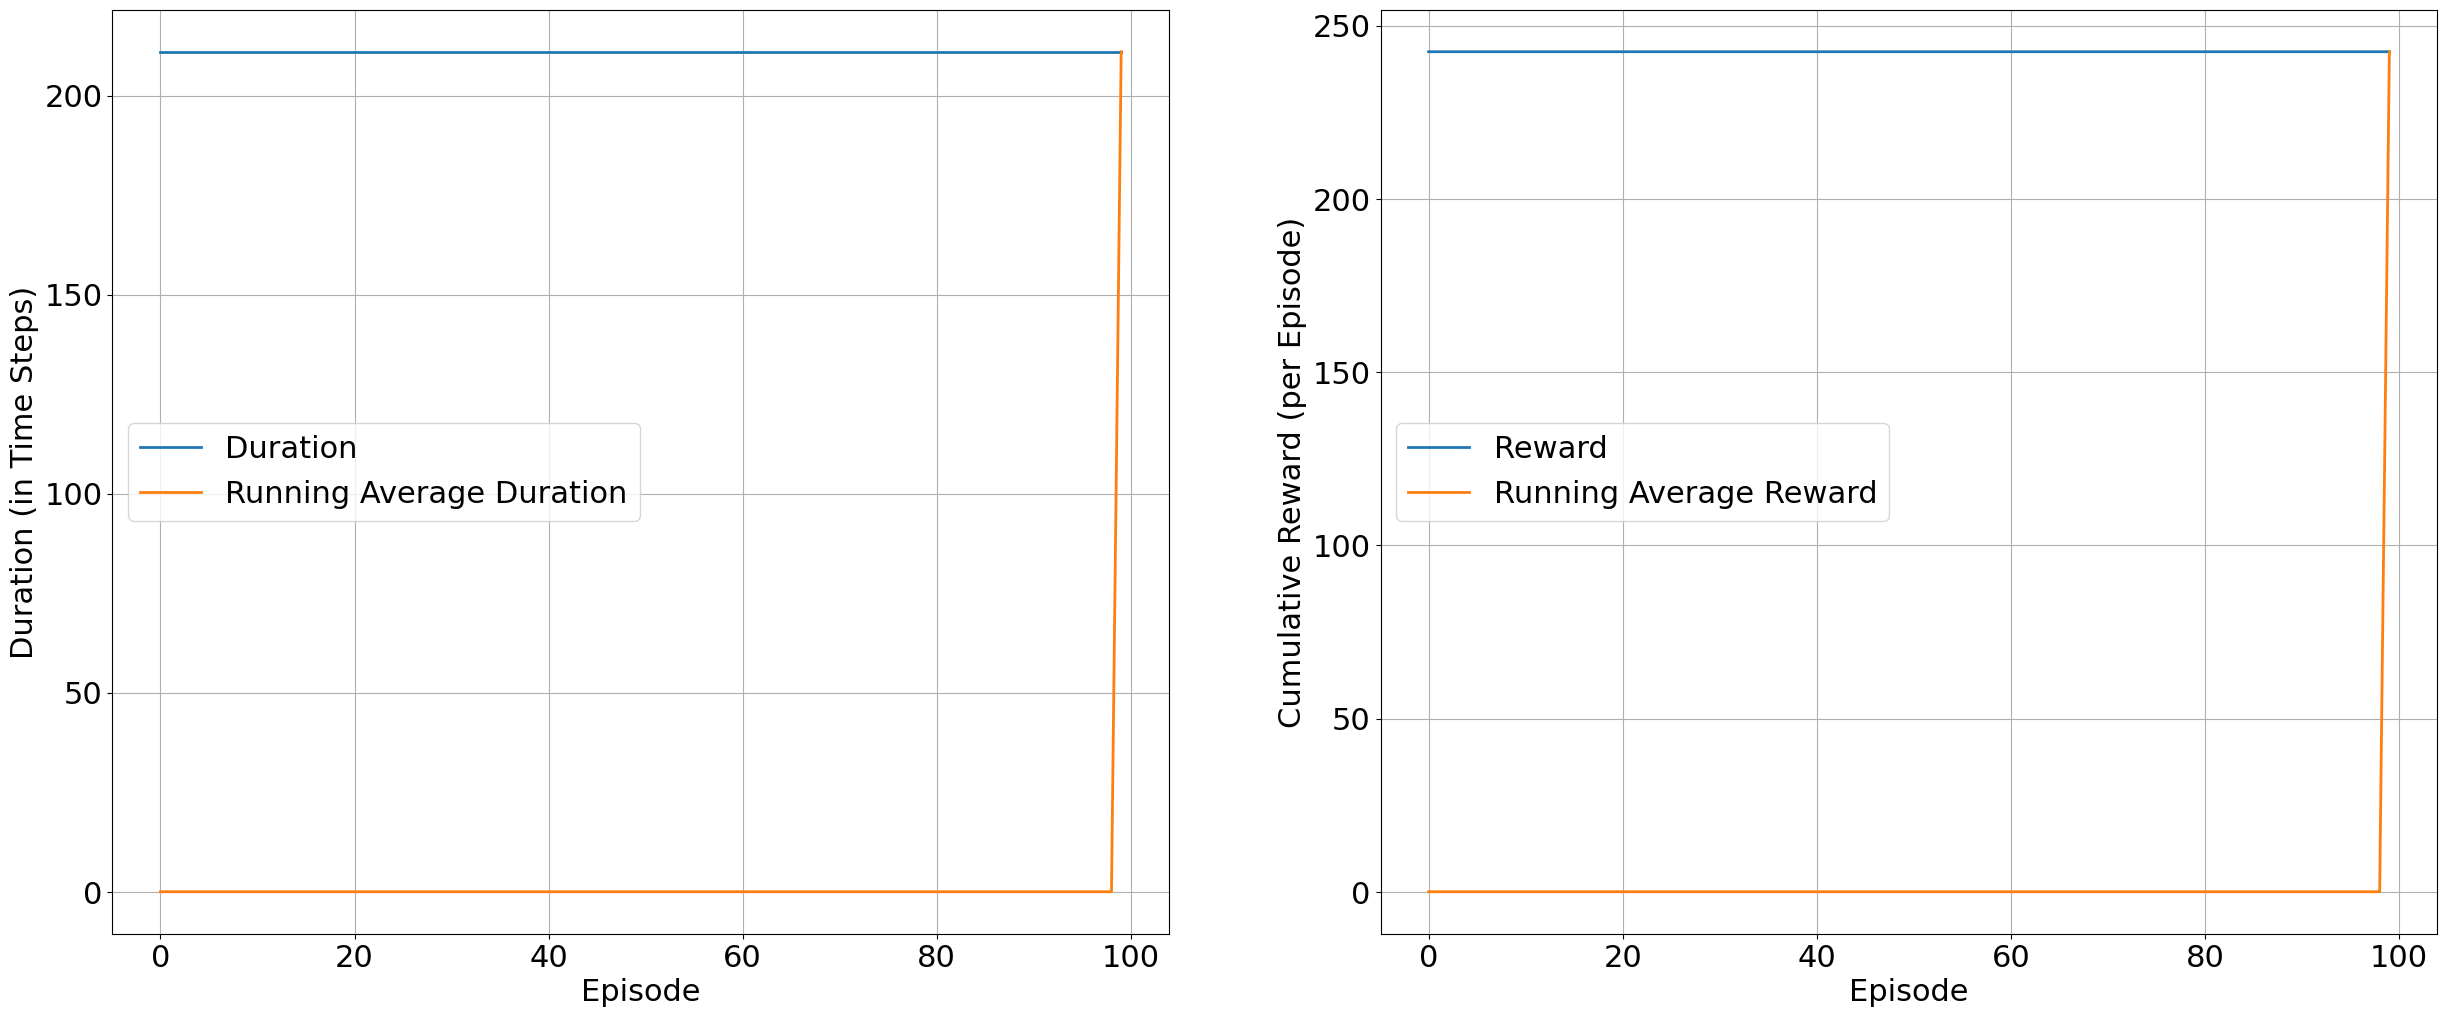 Duration (in Time Steps)
200
150
100
50
0
Duration
Running Average Duration
0 20 40 60 80 100
Episode
Cumulative Reward (per Episode)
250
200
150
100
50
0
Reward
Running Average Reward
0 20 40 60 80 100
Episode